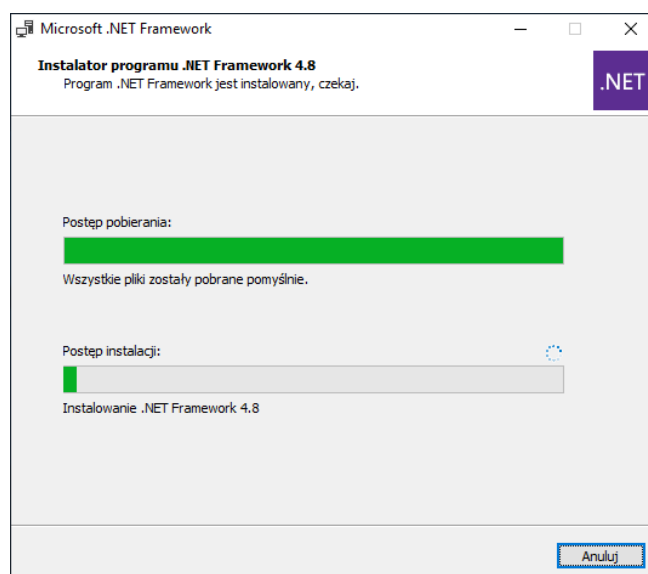 Microsoft .NET Framework
Instalator programu .NET Framework 4.8
Program .NET Framework jest instalowany, czekaj.
.NET
Postęp pobierania:
Wszystkie pliki zostały pobrane pomyślnie.
Postęp instalacji:
Instalowanie .NET Framework 4.8
Anuluj